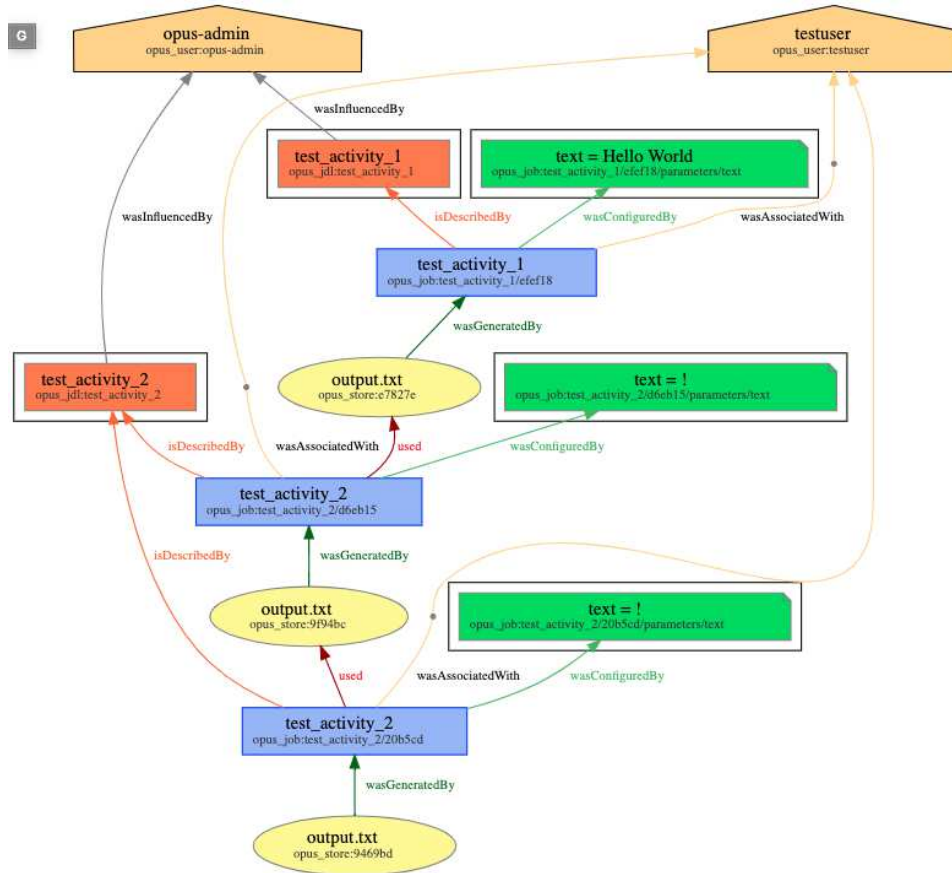 G
opus-admin
opus_user:opus-admin
testuser
opus_user:testuser
wasInfluencedBy
test_activity_1
opus_jdl:test_activity_1
text = Hello World
opus_job:test_activity_1/efef18/parameters/text
wasInfluencedBy
isDescribedBy
wasConfiguredBy
wasAssociatedWith
test_activity_1
opus_job:test_activity_1/efef18
wasGeneratedBy
test_activity_2
opus_jdl:test_activity_2
output.txt
opus_store:e7827e
text = !
opus_job:test_activity_2/d6eb15/parameters/text
isDescribedBy
wasAssociatedWith
used
wasConfiguredBy
test_activity_2
opus_job:test_activity_2/d6eb15
isDescribedBy
wasGeneratedBy
output.txt
opus_store:9f94bc
text = !
opus_job:test_activity_2/20b5cd/parameters/text
used
wasAssociatedWith
wasConfiguredBy
test_activity_2
opus_job:test_activity_2/20b5cd
wasGeneratedBy
output.txt
opus_store:9469bd